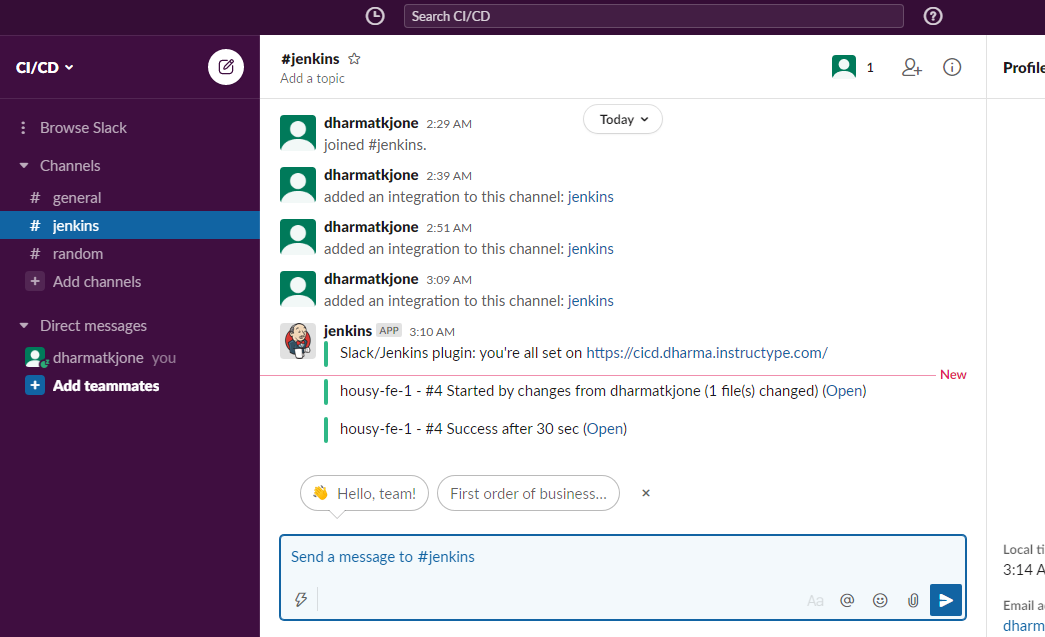 Search CI/CD
CI/CD
#jenkins
Add a topic
1
Profile
Browse Slack
Channels
# general
# jenkins
# random
+ Add channels
Direct messages
dharmatkjone you
+ Add teammates
Today
dharmatkjone 2:29 AM
joined #jenkins.
dharmatkjone 2:39 AM
added an integration to this channel: jenkins
dharmatkjone 2:51 AM
added an integration to this channel: jenkins
dharmatkjone 3:09 AM
added an integration to this channel: jenkins
jenkins APP 3:10 AM
Slack/Jenkins plugin: you're all set on https://cicd.dharma.instructype.com/
New
housy-fe-1 - #4 Started by changes from dharmatkjone (1 file(s) changed) (Open)
housy-fe-1 - #4 Success after 30 sec (Open)
Hello, team!
First order of business...
Send a message to #jenkins
Aa @
Local ti
3:14 A
Email a
dharm